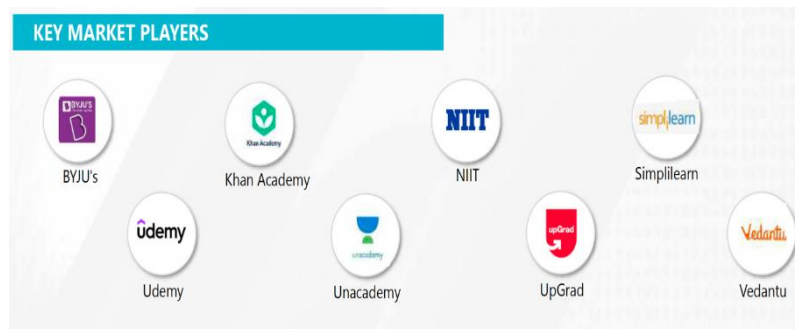 KEY MARKET PLAYERS
BYJU'S
B
Khan Academy
NIIT
simplilearn
BYJU's
Khan Academy
NIIT
Simplilearn
ûdemy
unacademy
upGrad
Vedantu
Udemy
Unacademy
UpGrad
Vedantu